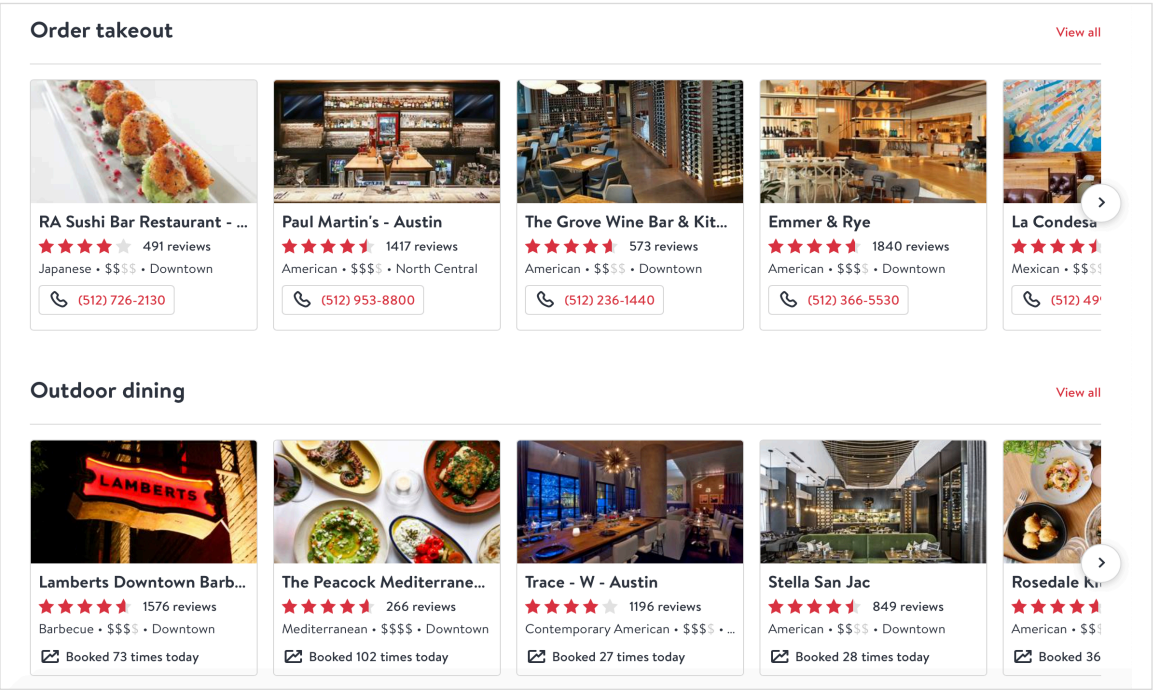 Order takeout
View all
RA Sushi Bar Restaurant - ...
491 reviews
Japanese • $$$$ • Downtown
(512) 726-2130
Paul Martin's - Austin
1417 reviews
American • $$$$ • North Central
(512) 953-8800
The Grove Wine Bar & Kit...
573 reviews
American • $$$$ • Downtown
(512) 236-1440
Emmer & Rye
1840 reviews
American • $$$$ • Downtown
(512) 366-5530
La Condesa
Mexican • $$$$
(512) 49
Outdoor dining
View all
LAMBERTS
Lamberts Downtown Barb...
1576 reviews
Barbecue • $$$$ • Downtown
Booked 73 times today
The Peacock Mediterrane...
266 reviews
Mediterranean • $$$$ • Downtown
Booked 102 times today
Trace - W - Austin
1196 reviews
Contemporary American • $$$$ • ...
Booked 27 times today
Stella San Jac
849 reviews
American • $$$$ • Downtown
Booked 28 times today
Rosedale
American • $$$
Booked 36